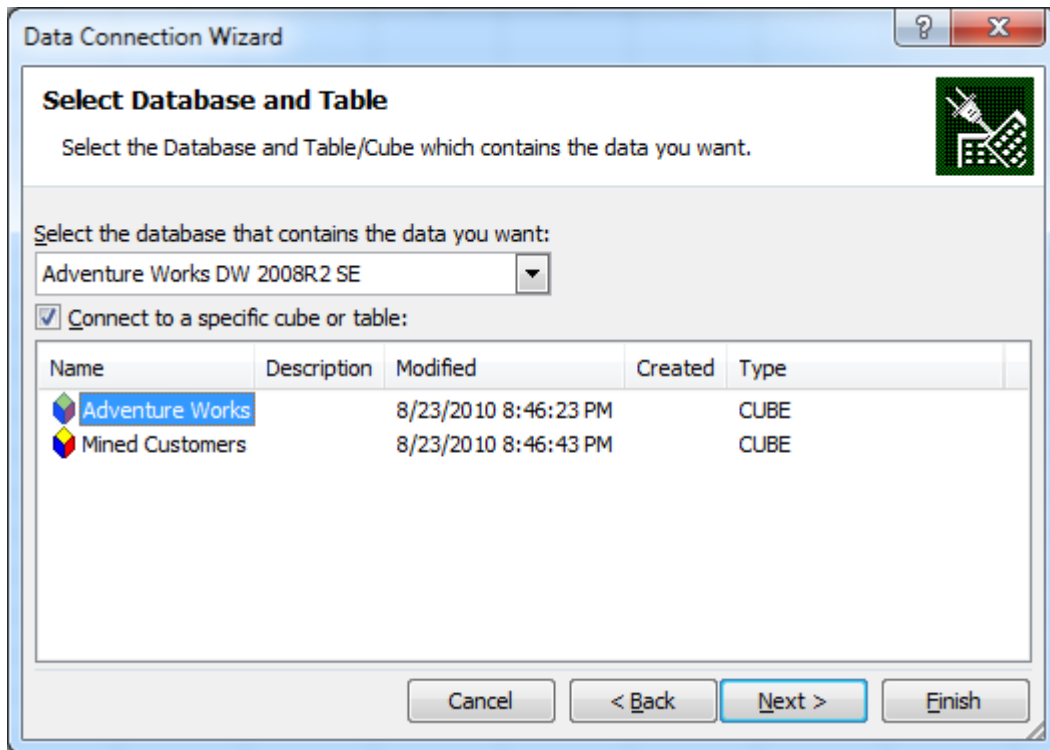 Data Connection Wizard
Select Database and Table
Select the Database and Table/Cube which contains the data you want.
Select the database that contains the data you want:
Adventure Works DW 2008R2 SE
Connect to a specific cube or table:
Name Description Modified Created Type
Adventure Works 8/23/2010 8:46:23 PM CUBE
Mined Customers 8/23/2010 8:46:43 PM CUBE
Cancel < Back Next > Finish